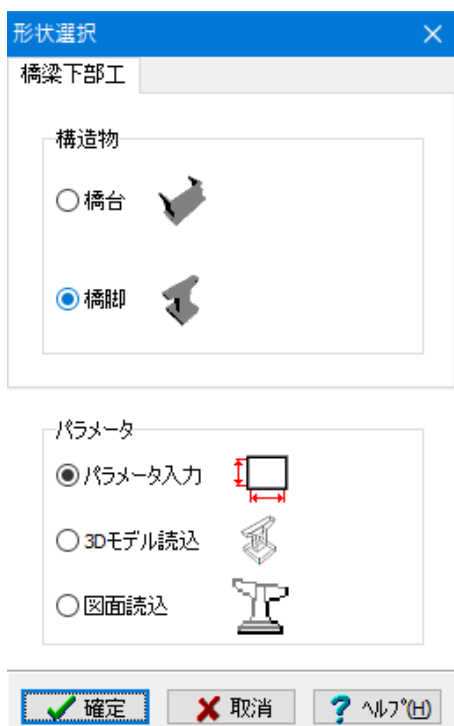 形状選択
橋梁下部工
構造物
橋台
橋脚
パラメータ
パラメータ入力
3Dモデル読込
図面読込
確定 取消 ? ﾍﾙﾌﾟ(H)